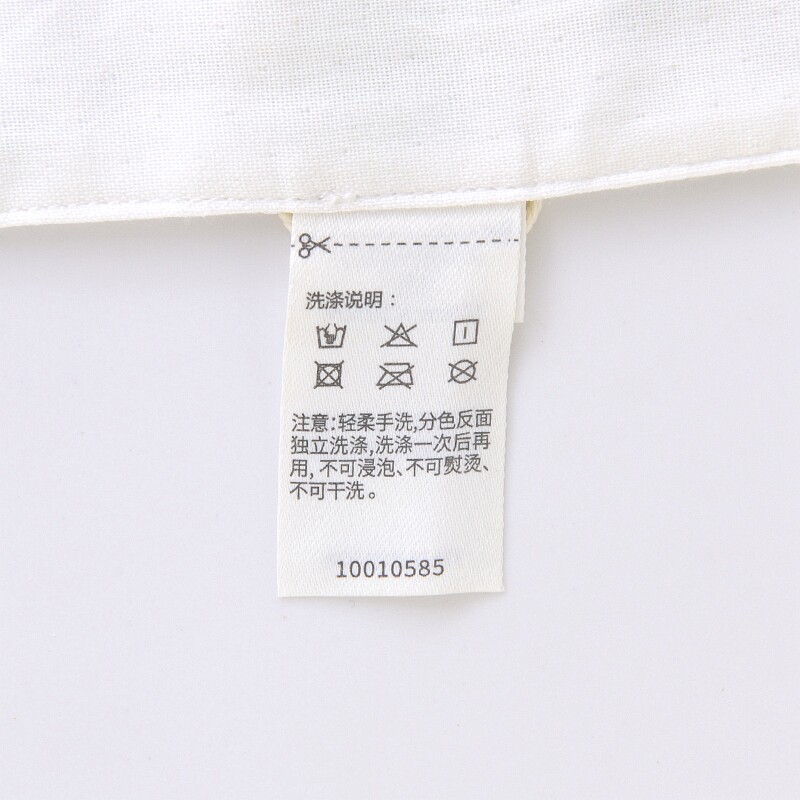 洗涤说明：
注意：轻柔手洗,分色反面
独立洗涤,洗涤一次后再
用, 不可浸泡、不可熨烫、
不可干洗。
10010585